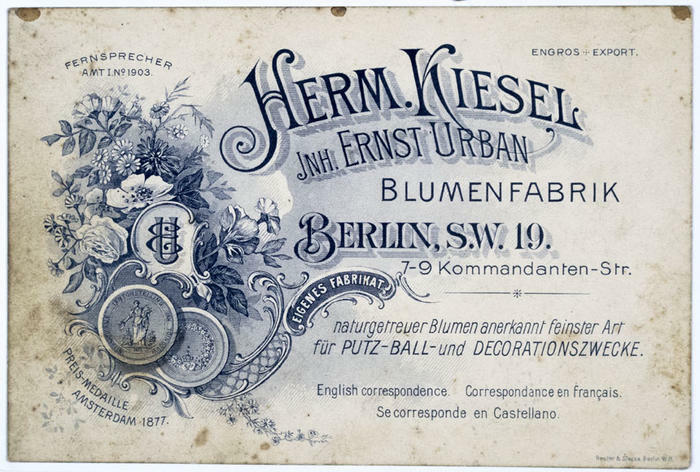 FERNSPRECHER
AMT I. No 1903.
ENGROS + EXPORT.
HERM. KIESEL
INH. ERNST URBAN
BLUMENFABRIK
BERLIN, S.W. 19.
7-9 Kommandanten-Str.
EIGENES FABRIKAT
naturgetreuer Blumen anerkannt feinster Art
für PUTZ-BALL- und DECORATIONSZWECKE.
PREIS-MEDAILLE
AMSTERDAM 1877.
English correspondence. Correspondance en français.
Se corresponde en Castellano.
Berlin